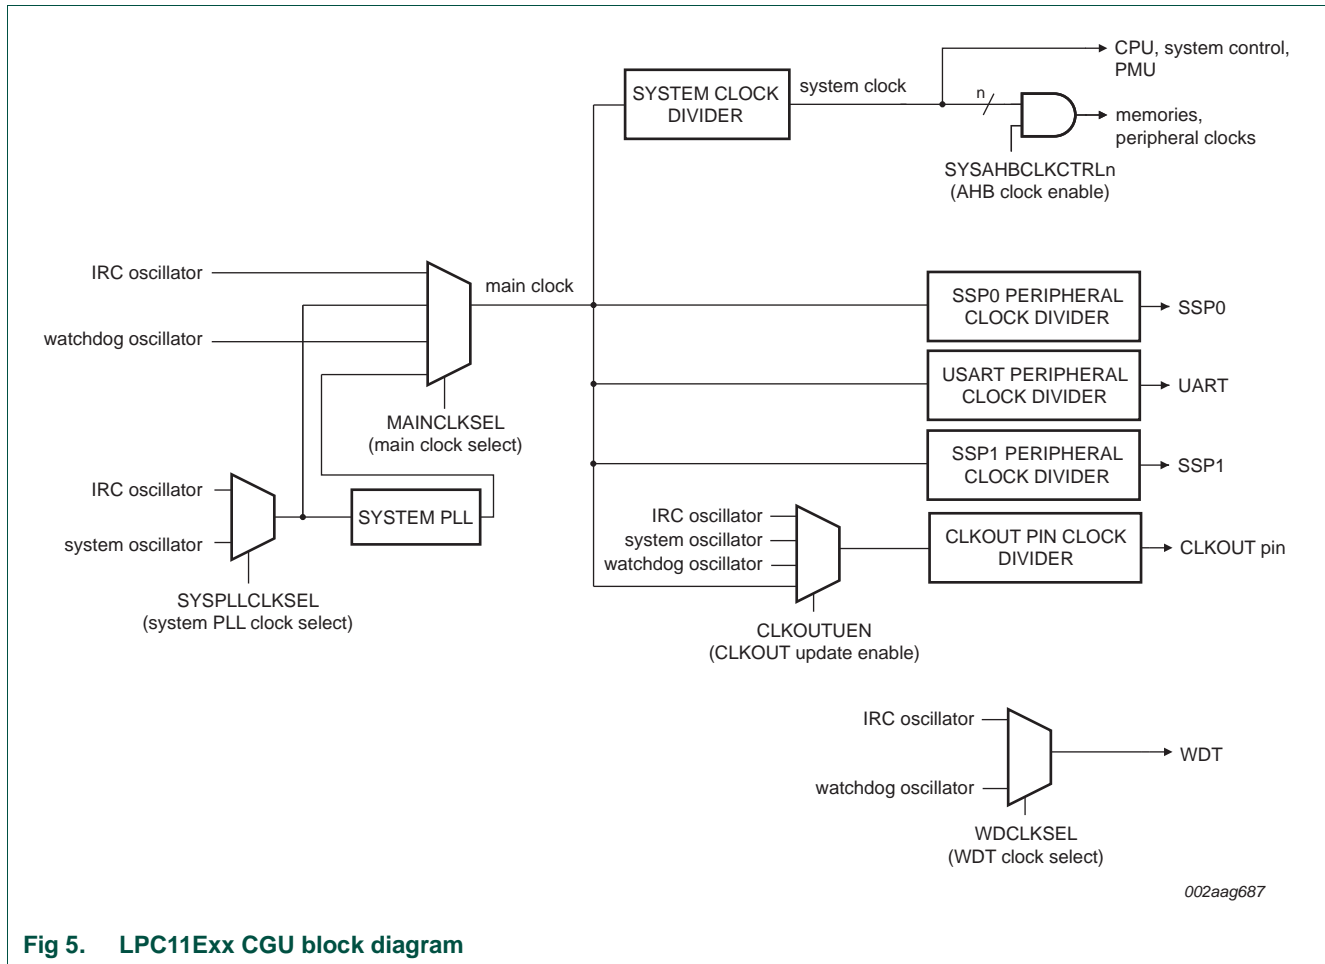 CPU, system control,
PMU
SYSTEM CLOCK
DIVIDER
system clock
n
memories,
peripheral clocks
SYSAHBCLKCTRLn
(AHB clock enable)
IRC oscillator
watchdog oscillator
main clock
MAINCLKSEL
(main clock select)
SSP0 PERIPHERAL
CLOCK DIVIDER
SSP0
USART PERIPHERAL
CLOCK DIVIDER
UART
SSP1 PERIPHERAL
CLOCK DIVIDER
SSP1
IRC oscillator
system oscillator
SYSTEM PLL
SYSPLLCLKSEL
(system PLL clock select)
IRC oscillator
system oscillator
watchdog oscillator
CLKOUT PIN CLOCK
DIVIDER
CLKOUT pin
CLKOUTUEN
(CLKOUT update enable)
IRC oscillator
watchdog oscillator
WDT
WDCLKSEL
(WDT clock select)
002aag687
Fig 5. LPC11Exx CGU block diagram